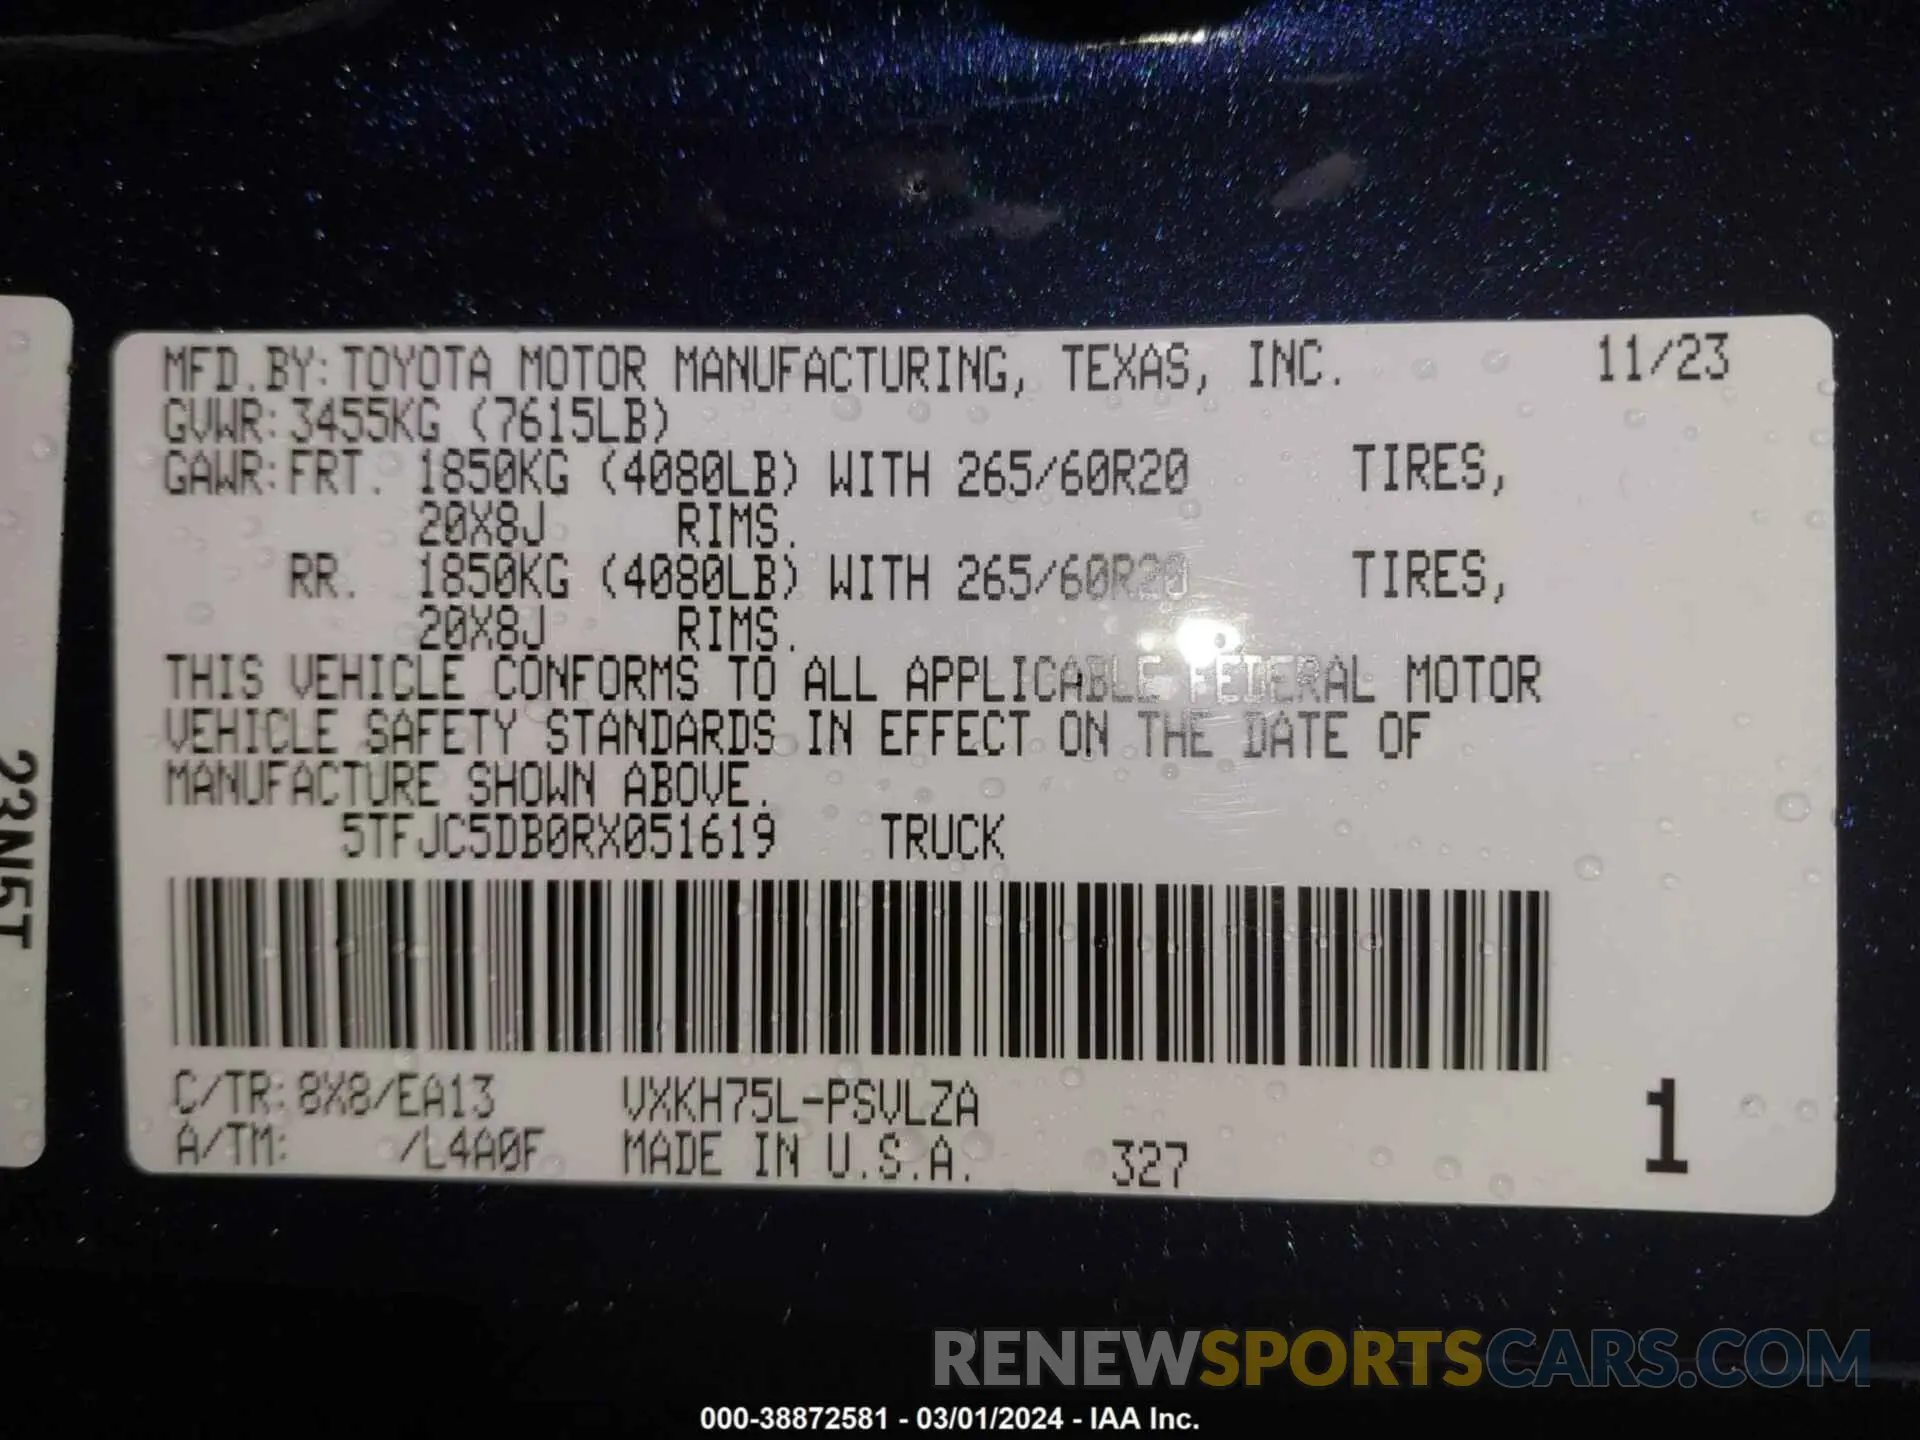 MFD.BY: TOYOTA MOTOR MANUFACTURING, TEXAS, INC. 11/23
GVWR: 3455KG (7615LB)
GAWR: FRT. 1850KG (4080LB) WITH 265/60R20 TIRES,
20X8J RIMS.
RR. 1850KG (4080LB) WITH 265/60R20 TIRES,
20X8J RIMS.
THIS VEHICLE CONFORMS TO ALL APPLICABLE FEDERAL MOTOR
VEHICLE SAFETY STANDARDS IN EFFECT ON THE DATE OF
MANUFACTURE SHOWN ABOVE.
5TFJC5DB0RX051619 TRUCK
C/TR: 8X8/EA13 VXKH75L-PSVLZA
A/TM: /L4A0F MADE IN U.S.A. 327 1
23N5T
RENEWSPORTSCARS.COM
000-38872581 - 03/01/2024 - IAA Inc.